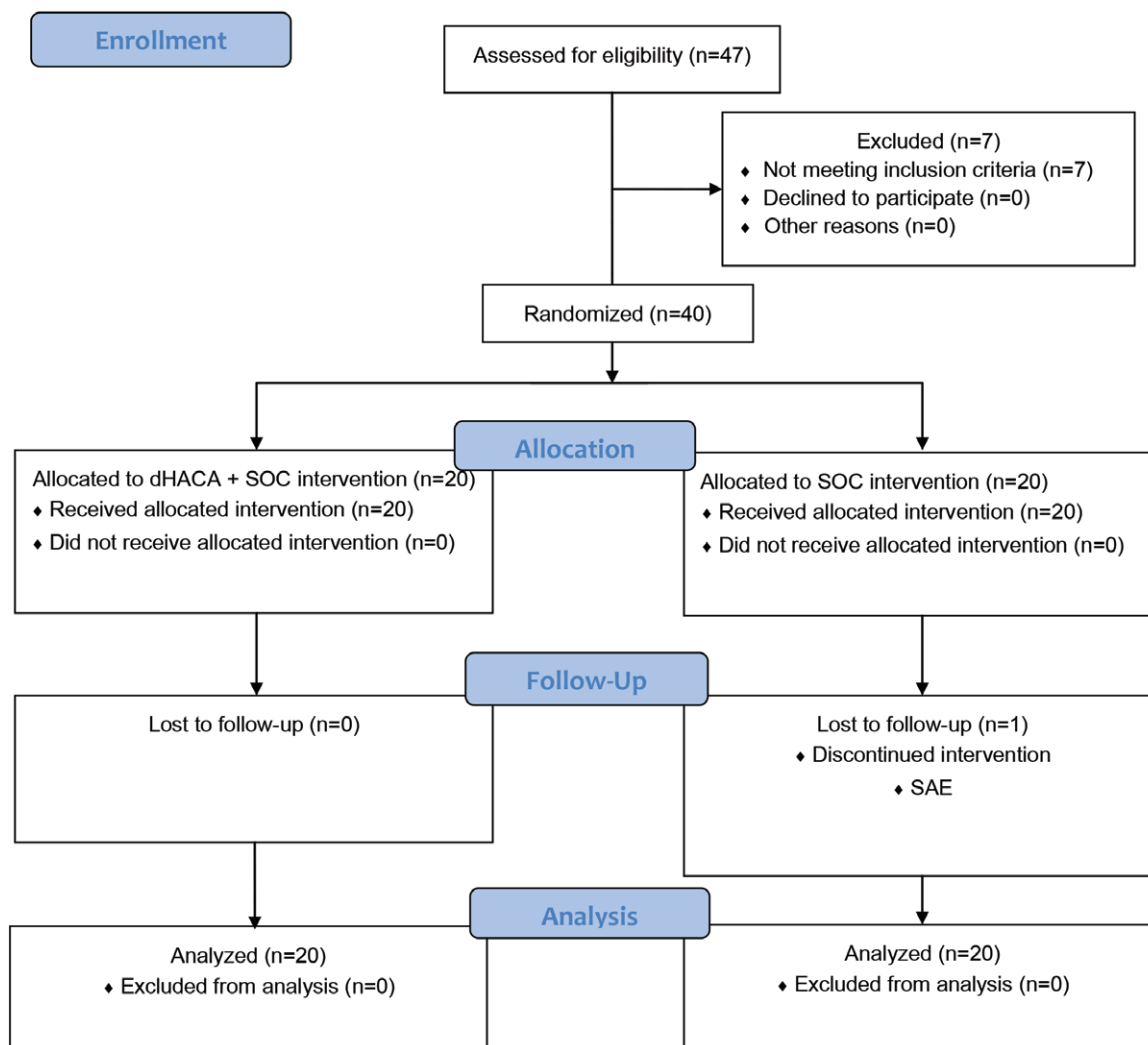 Enrollment
Assessed for eligibility (n=47)
Excluded (n=7)
♦ Not meeting inclusion criteria (n=7)
♦ Declined to participate (n=0)
♦ Other reasons (n=0)
Randomized (n=40)
Allocation
Allocated to dHACA + SOC intervention (n=20)
♦ Received allocated intervention (n=20)
♦ Did not receive allocated intervention (n=0)
Allocated to SOC intervention (n=20)
♦ Received allocated intervention (n=20)
♦ Did not receive allocated intervention (n=0)
Follow-Up
Lost to follow-up (n=0)
Lost to follow-up (n=1)
♦ Discontinued intervention
♦ SAE
Analysis
Analyzed (n=20)
♦ Excluded from analysis (n=0)
Analyzed (n=20)
♦ Excluded from analysis (n=0)